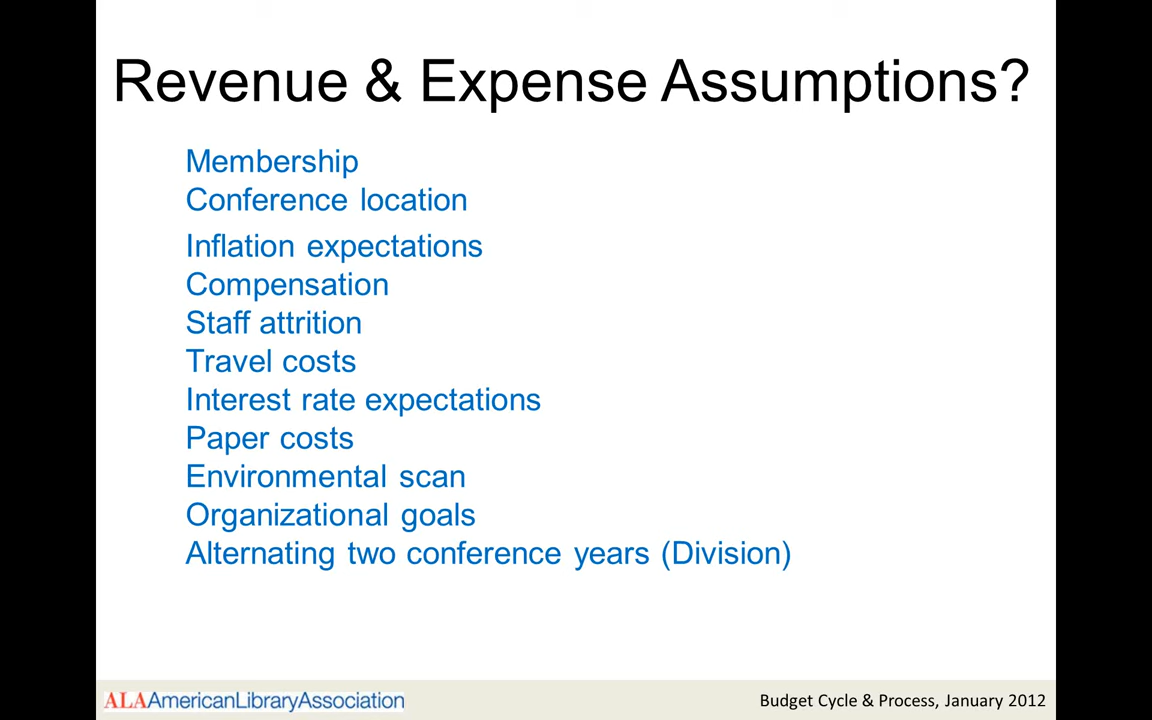 Revenue & Expense Assumptions?
Membership
Conference location
Inflation expectations
Compensation
Staff attrition
Travel costs
Interest rate expectations
Paper costs
Environmental scan
Organizational goals
Alternating two conference years (Division)
ALAAmericanLibraryAssociation
Budget Cycle & Process, January 2012